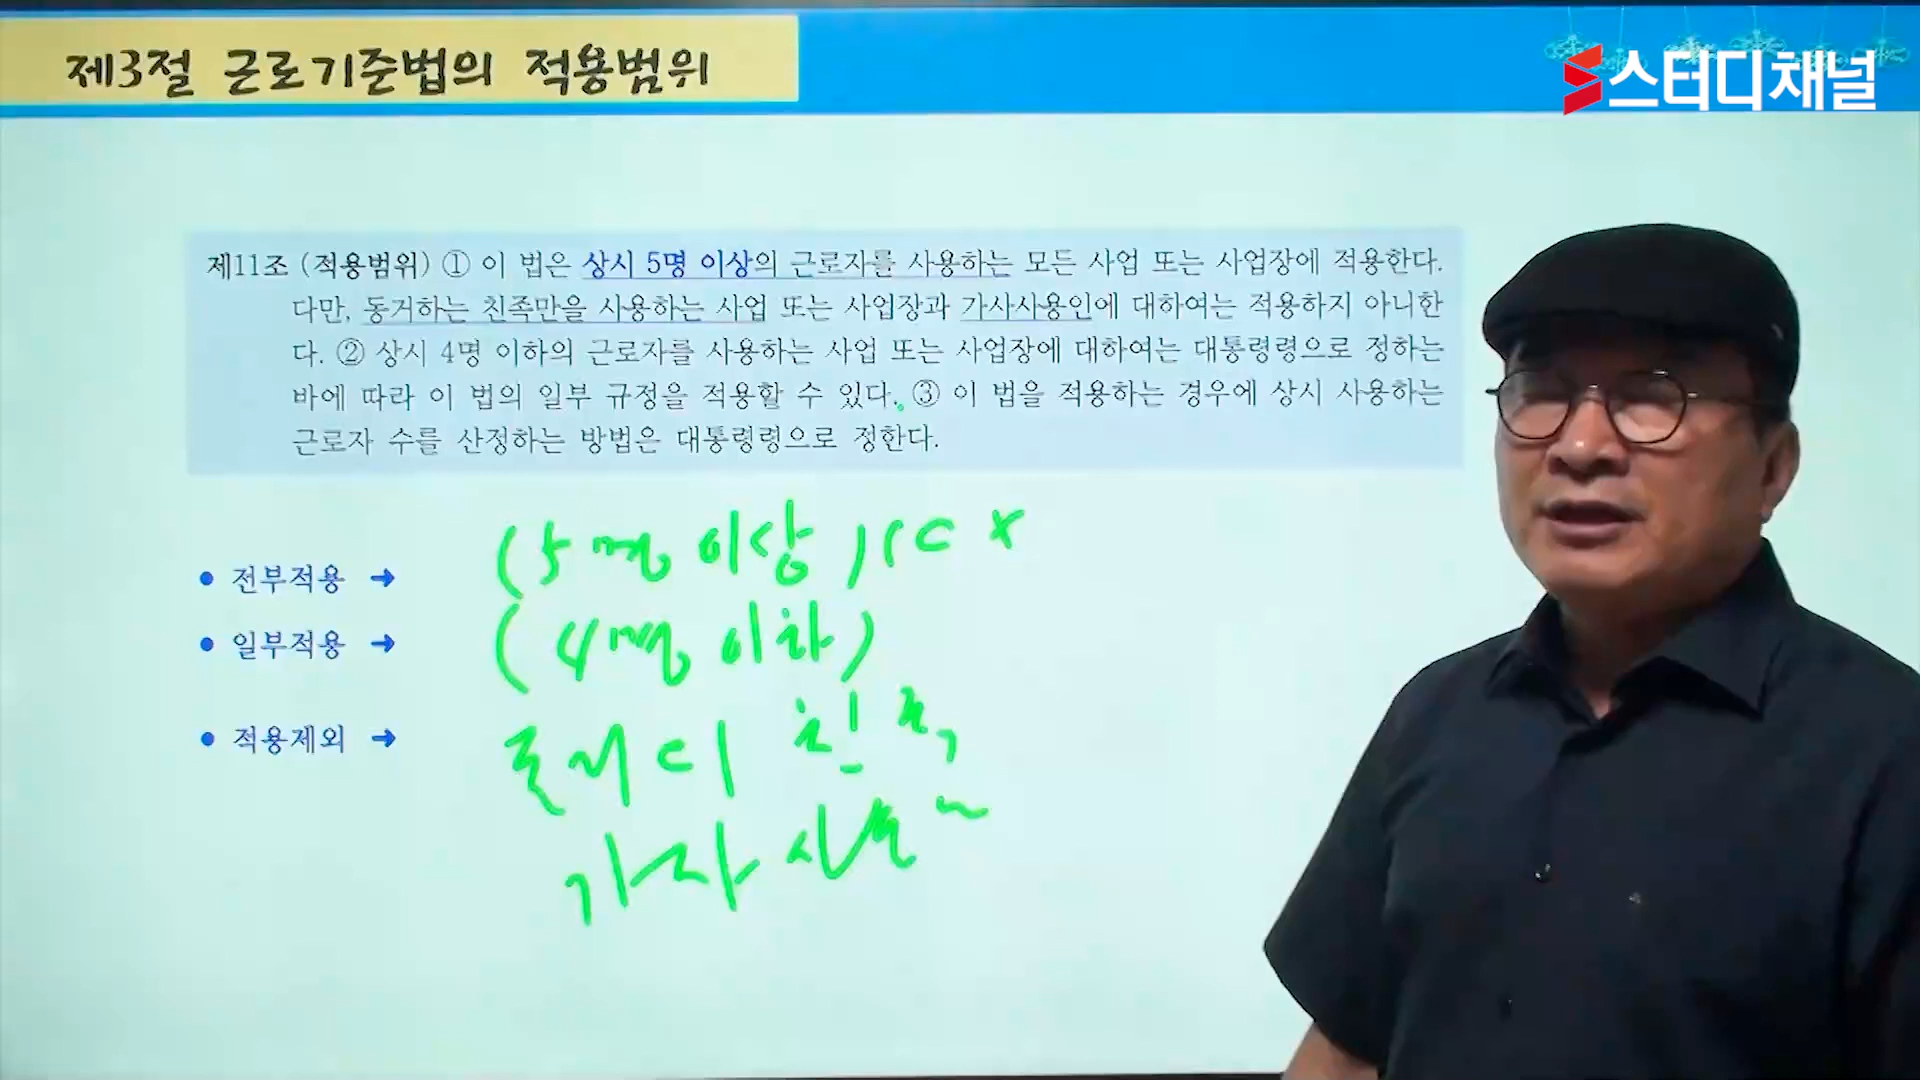 제3절 근로기준법의 적용범위
스터디채널
제11조 (적용범위) ① 이 법은 상시 5명 이상의 근로자를 사용하는 모든 사업 또는 사업장에 적용한다.
다만, 동거하는 친족만을 사용하는 사업 또는 사업장과 가사사용인에 대하여는 적용하지 아니한
다. ② 상시 4명 이하의 근로자를 사용하는 사업 또는 사업장에 대하여는 대통령령으로 정하는
바에 따라 이 법의 일부 규정을 적용할 수 있다. ③ 이 법을 적용하는 경우에 상시 사용하는
근로자 수를 산정하는 방법은 대통령령으로 정한다.
• 전부적용 → (5명 이상)
• 일부적용 → (4명 이하)
• 적용제외 → 친족
가사사용